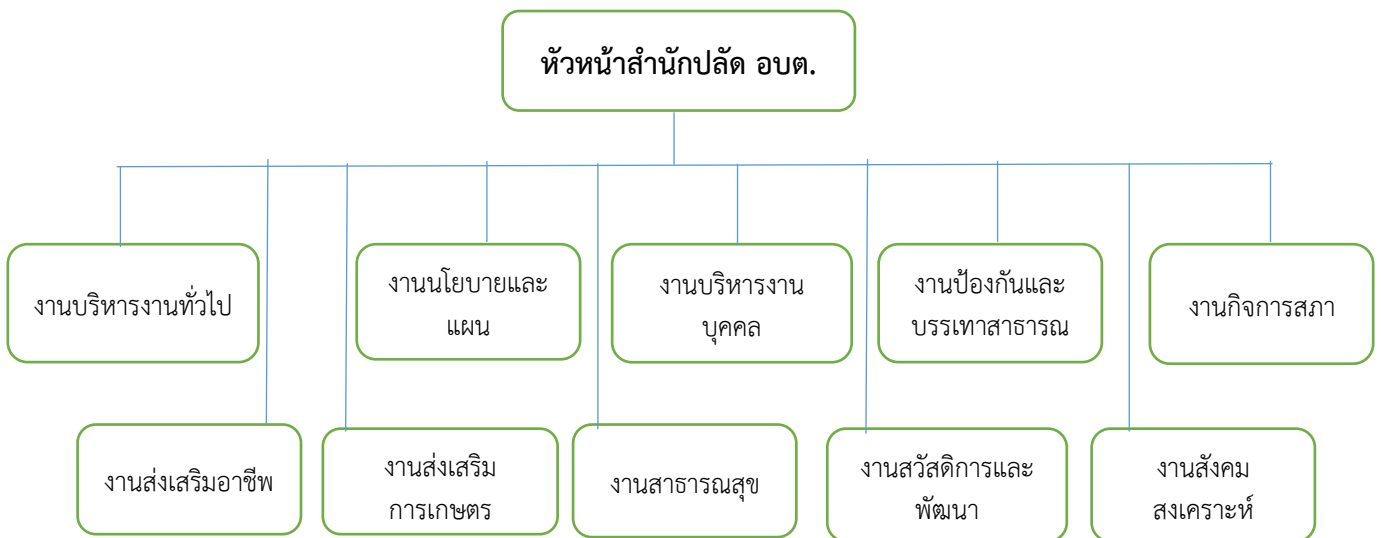 หัวหน้าสำนักปลัด อบต.
งานบริหารงานทั่วไป
งานนโยบายและ
แผน
งานบริหารงาน
บุคคล
งานป้องกันและ
บรรเทาสาธารณ
งานกิจการสภา
งานส่งเสริมอาชีพ
งานส่งเสริม
การเกษตร
งานสาธารณสุข
งานสวัสดิการและ
พัฒนา
งานสังคม
สงเคราะห์